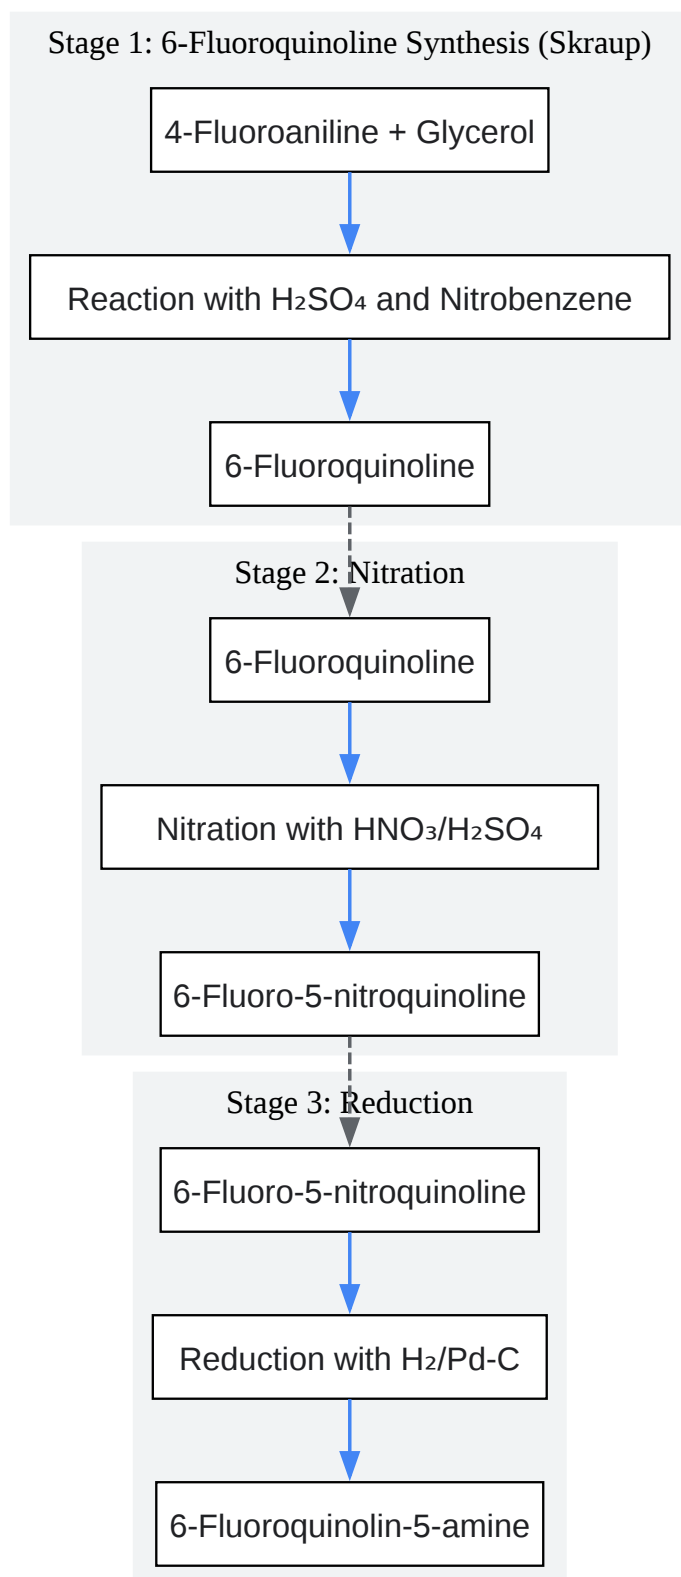 Stage 1: 6-Fluoroquinoline Synthesis (Skraup)
4-Fluoroaniline + Glycerol
Reaction with H₂SO₄ and Nitrobenzene
6-Fluoroquinoline
Stage 2: Nitration
6-Fluoroquinoline
Nitration with HNO₃/H₂SO₄
6-Fluoro-5-nitroquinoline
Stage 3: Reduction
6-Fluoro-5-nitroquinoline
Reduction with H₂/Pd-C
6-Fluoroquinolin-5-amine